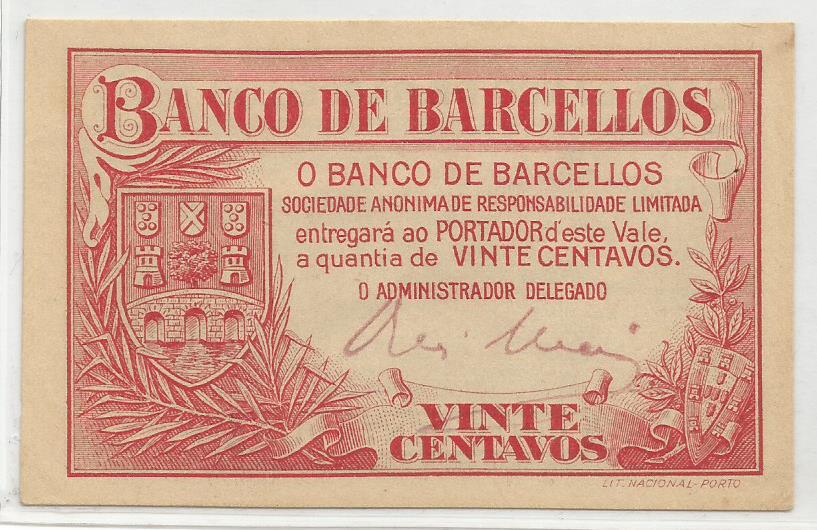 BANCO DE BARCELLOS
O BANCO DE BARCELLOS
SOCIEDADE ANONIMA DE RESPONSABILIDADE LIMITADA
entregará ao PORTADOR d'este Vale,
a quantia de VINTE CENTAVOS.
O ADMINISTRADOR DELEGADO
VINTE
CENTAVOS
LIT. NACIONAL-PORTO